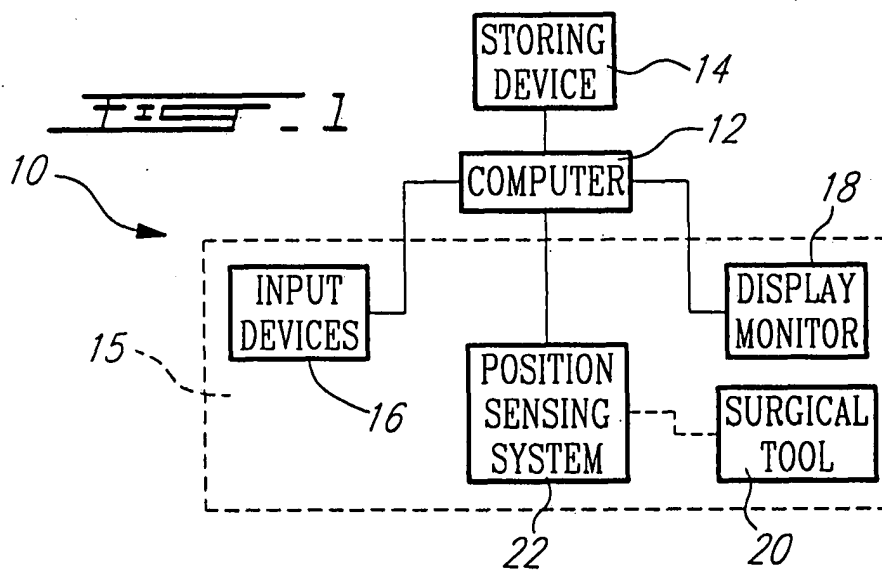 STORING
DEVICE
14
FIG - 1
12
10
COMPUTER
18
INPUT
DEVICES
DISPLAY
MONITOR
15
16
POSITION
SENSING
SYSTEM
SURGICAL
TOOL
22
20